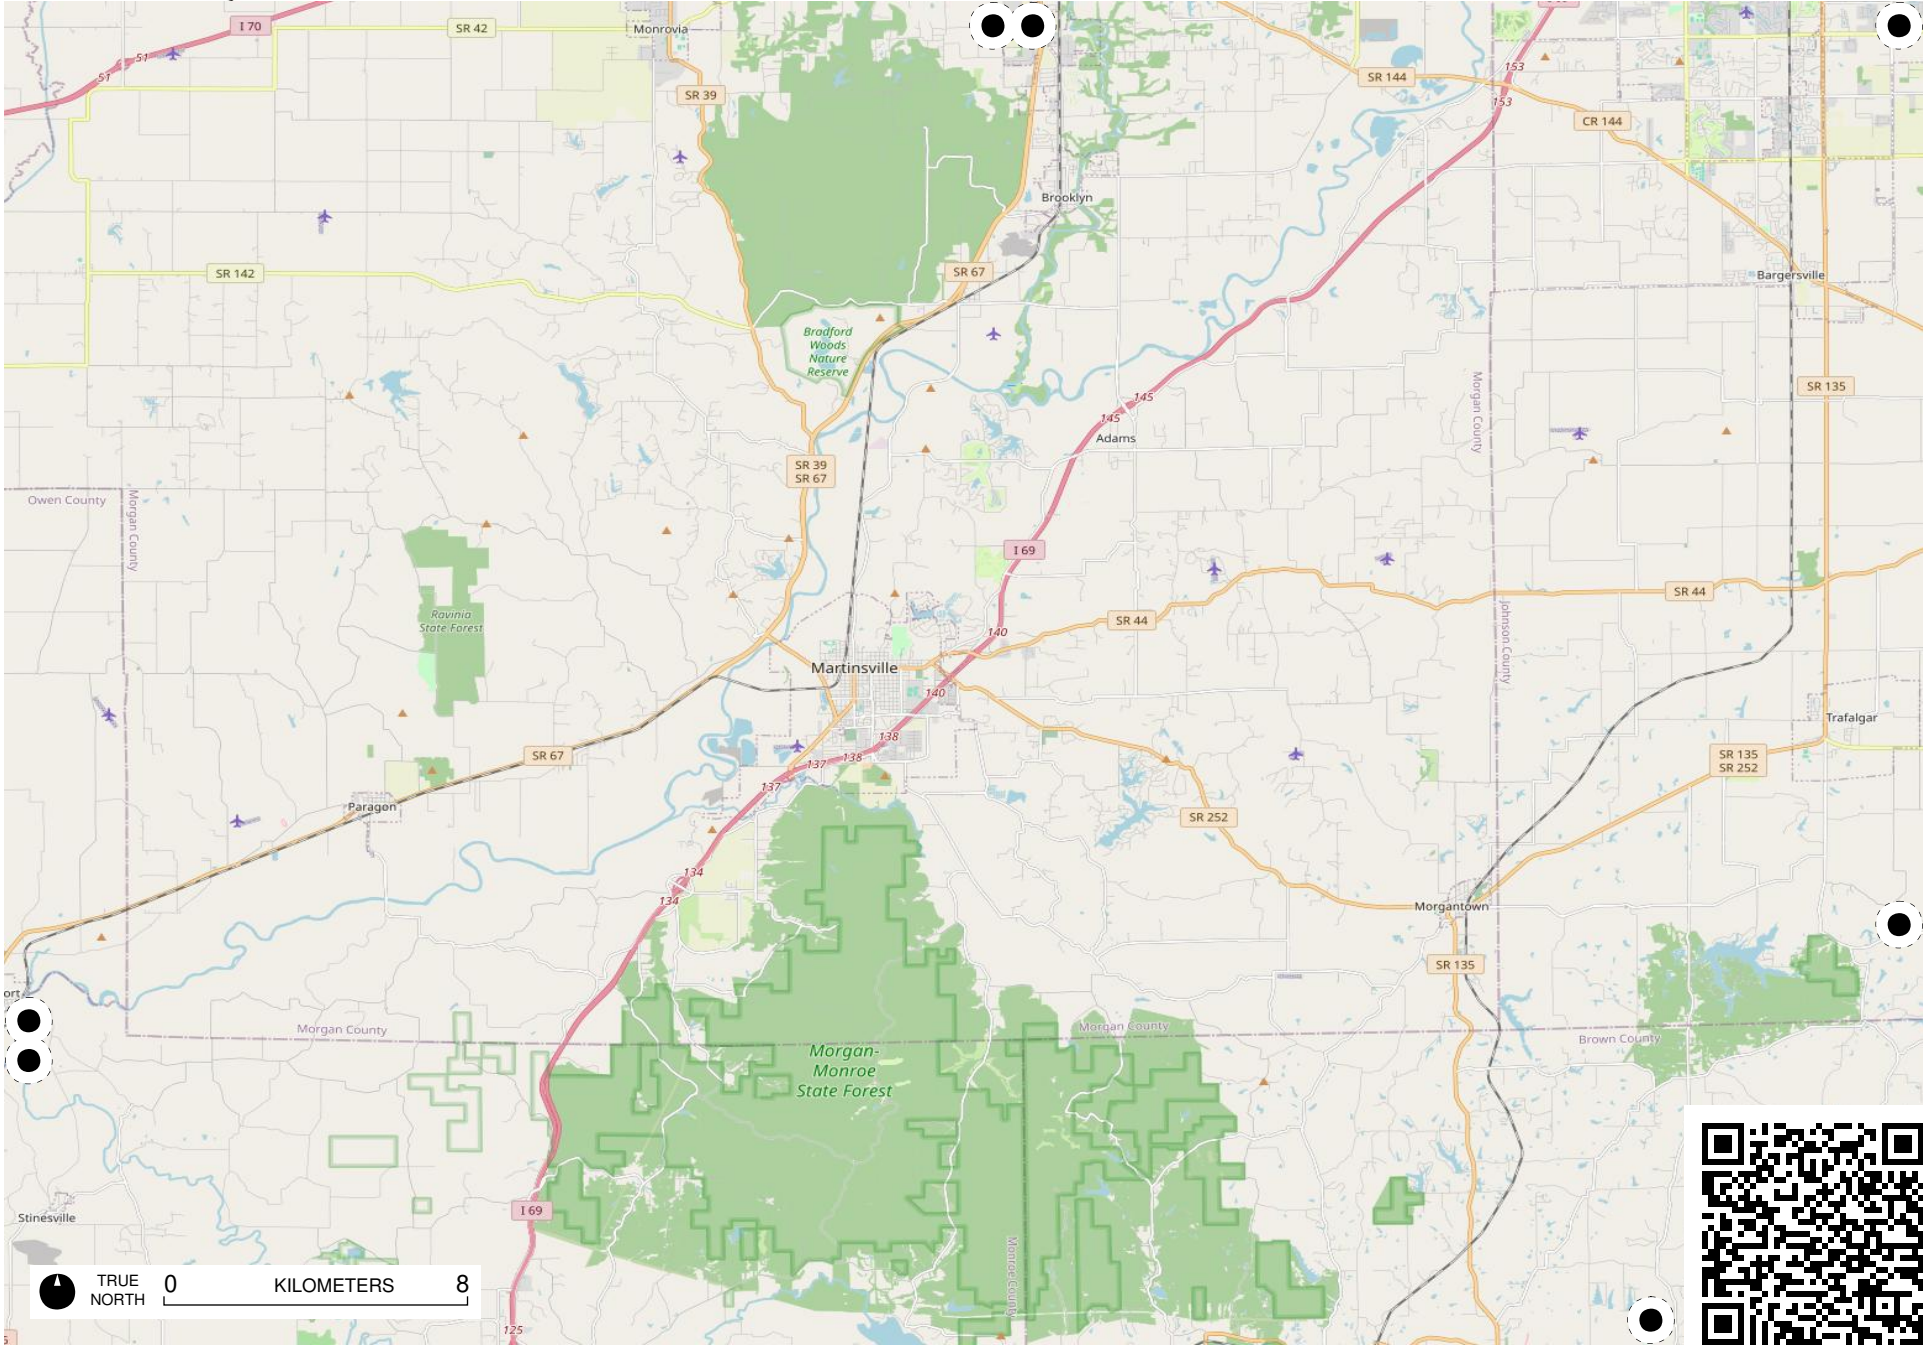 I 70
SR 42
Monrovia
51
51
SR 39
SR 144
153
153
CR 144
Brooklyn
SR 142
SR 67
Bargersville
Bradford
Woods
Nature
Reserve
SR 135
Morgan County
145
145
Adams
SR 39
SR 67
Owen County
Morgan County
I 69
SR 44
SR 44
Ravinia
State Forest
Johnson County
140
Martinsville
140
Trafalgar
138
138
137
137
SR 67
SR 135
SR 252
Paragon
SR 252
134
134
Morgantown
SR 135
ort
Morgan County
Morgan County
Brown County
Morgan-
Monroe
State Forest
Stinesville
I 69
Monroe County
TRUE
NORTH
0 KILOMETERS 8
125